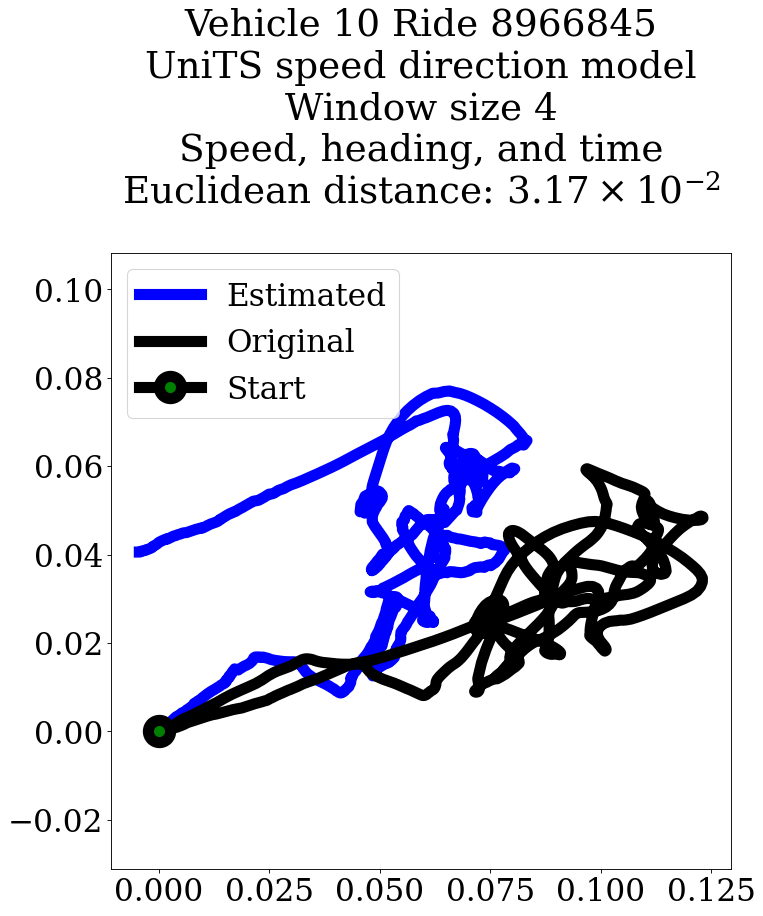 Vehicle 10 Ride 8966845
UniTS speed direction model
Window size 4
Speed, heading, and time
Euclidean distance: 3.17 × 10⁻²
Estimated
Original
Start
0.10
0.08
0.06
0.04
0.02
0.00
−0.02
0.000 0.025 0.050 0.075 0.100 0.125